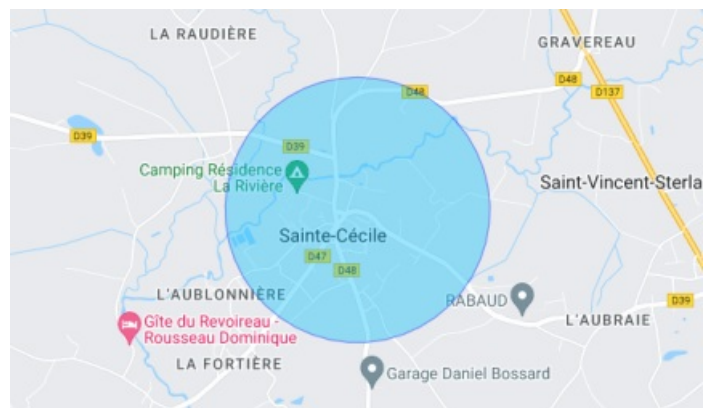 LA RAUDIÈRE
GRAVEREAU
D48
D48
D137
D39
D39
Camping Résidence
La Rivière
Saint-Vincent-Sterla
Sainte-Cécile
D47
D48
L'AUBLONNIÈRE
RABAUD
D39
L'AUBRAIE
Gîte du Revoireau -
Rousseau Dominique
LA FORTIÈRE
Garage Daniel Bossard